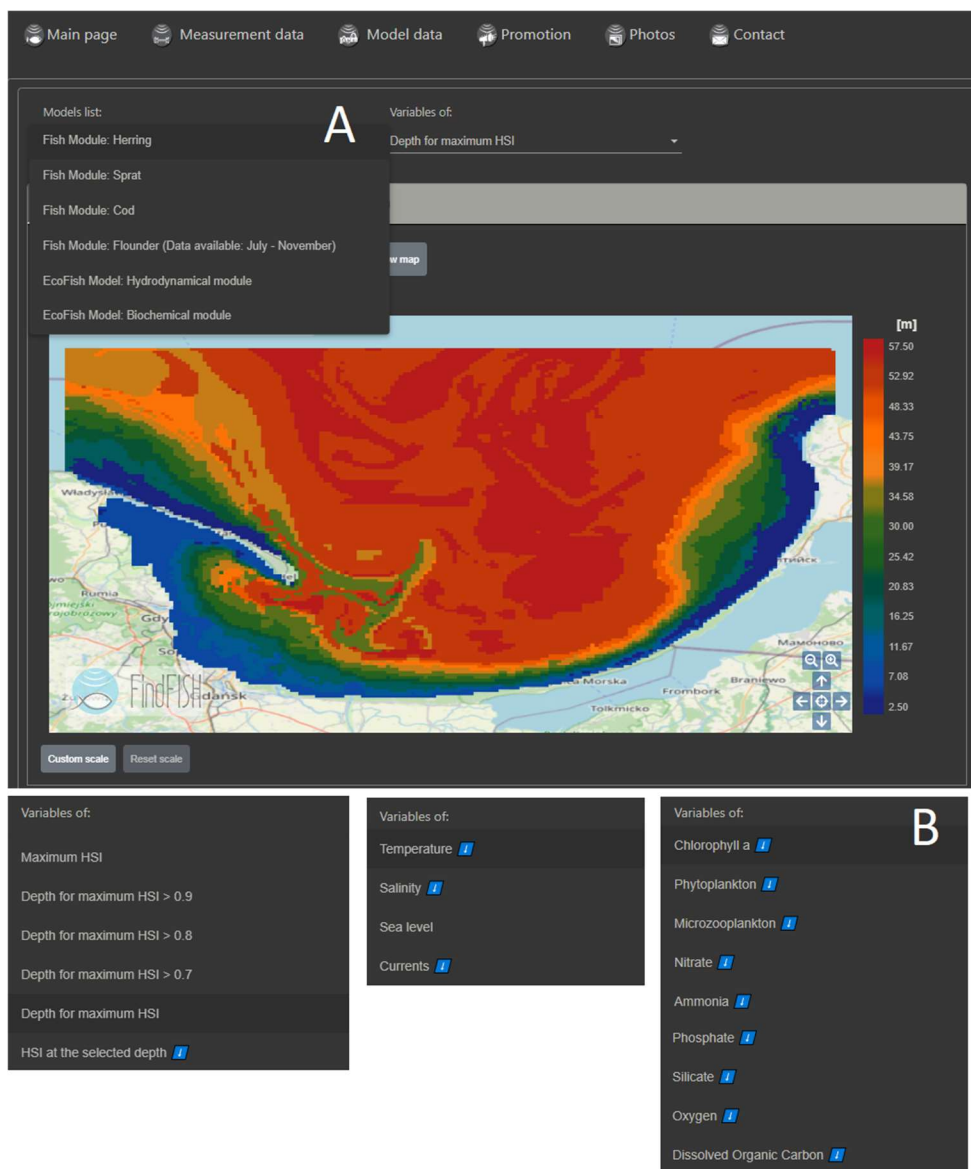 Main page Measurement data Model data Promotion Photos Contact
Models list: A Variables of:
Fish Module: Herring Depth for maximum HSI
Fish Module: Sprat
Fish Module: Cod
Fish Module: Flounder (Data available: July - November)
EcoFish Model: Hydrodynamical module
EcoFish Model: Biochemical module
map
[m]
57.50
52.92
48.33
43.75
39.17
34.58
30.00
25.42
20.83
16.25
11.67
7.08
2.50
Rumia
Мамоново
Braniewo
Frombork
Tolkmicko
Morska
FindFISH
Gdańsk
Custom scale Reset scale
Variables of:
Maximum HSI
Depth for maximum HSI > 0.9
Depth for maximum HSI > 0.8
Depth for maximum HSI > 0.7
Depth for maximum HSI
HSI at the selected depth
Variables of:
Temperature
Salinity
Sea level
Currents
Variables of: B
Chlorophyll a
Phytoplankton
Microzooplankton
Nitrate
Ammonia
Phosphate
Silicate
Oxygen
Dissolved Organic Carbon